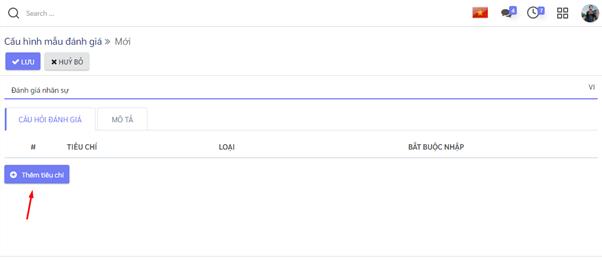 Search ...
4
7
Cấu hình mẫu đánh giá » Mới
LƯU HUỶ BỎ
Đánh giá nhân sự VI
CÂU HỎI ĐÁNH GIÁ MÔ TẢ
# TIÊU CHÍ LOẠI BẮT BUỘC NHẬP
Thêm tiêu chí